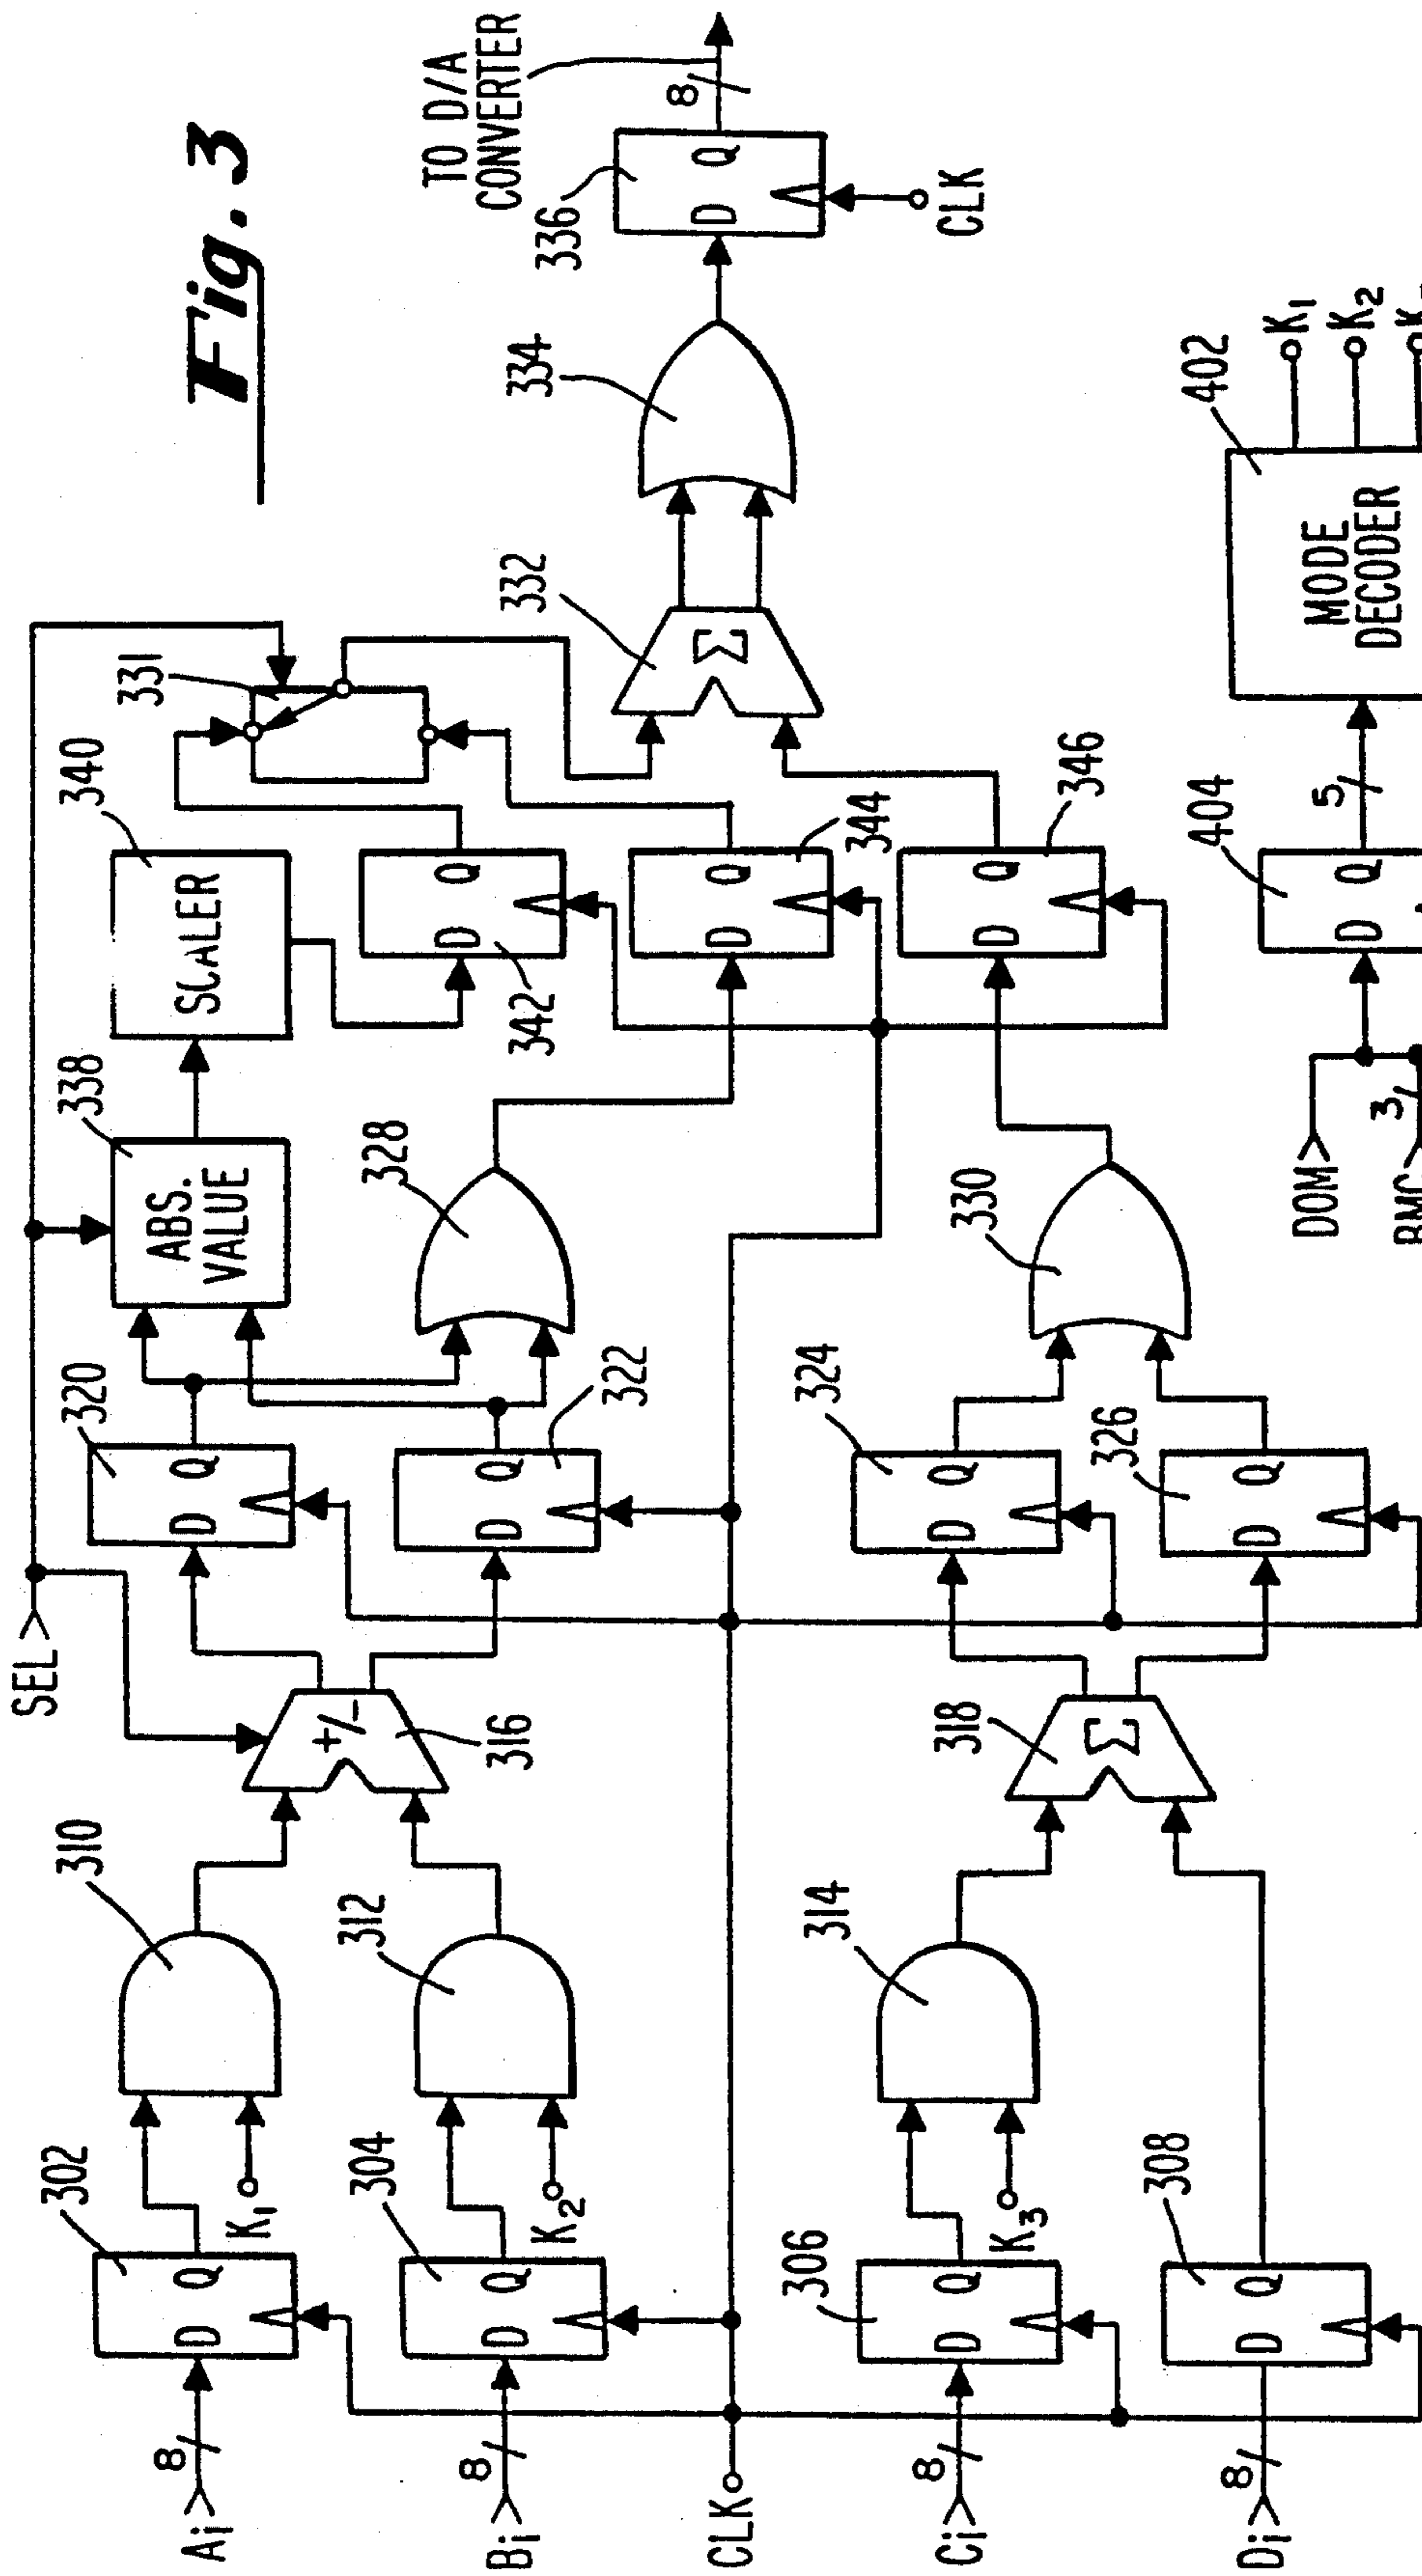 Fig. 3
SEL
320
338
340
331
ABS.
VALUE
SCALER
D Q
310
302
D Q
Ai
8
K1
316
+/-
322
D Q
328
342
D Q
332
Σ
334
336
D Q
8
TO D/A
CONVERTER
CLK
312
304
D Q
Bi
8
K2
CLK
344
D Q
324
D Q
330
346
D Q
314
306
D Q
Ci
8
K3
318
Σ
326
D Q
308
D Q
Di
8
DOM
3
BMC
404
D Q
5
402
MODE
DECODER
K1
K2